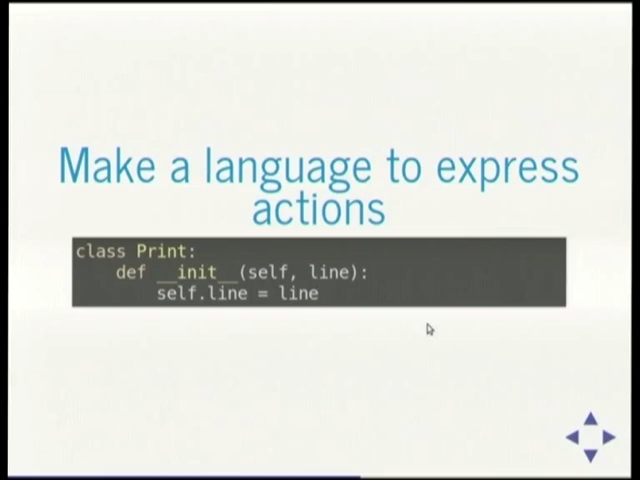 Make a language to express
actions
class Print:
    def __init__(self, line):
        self.line = line